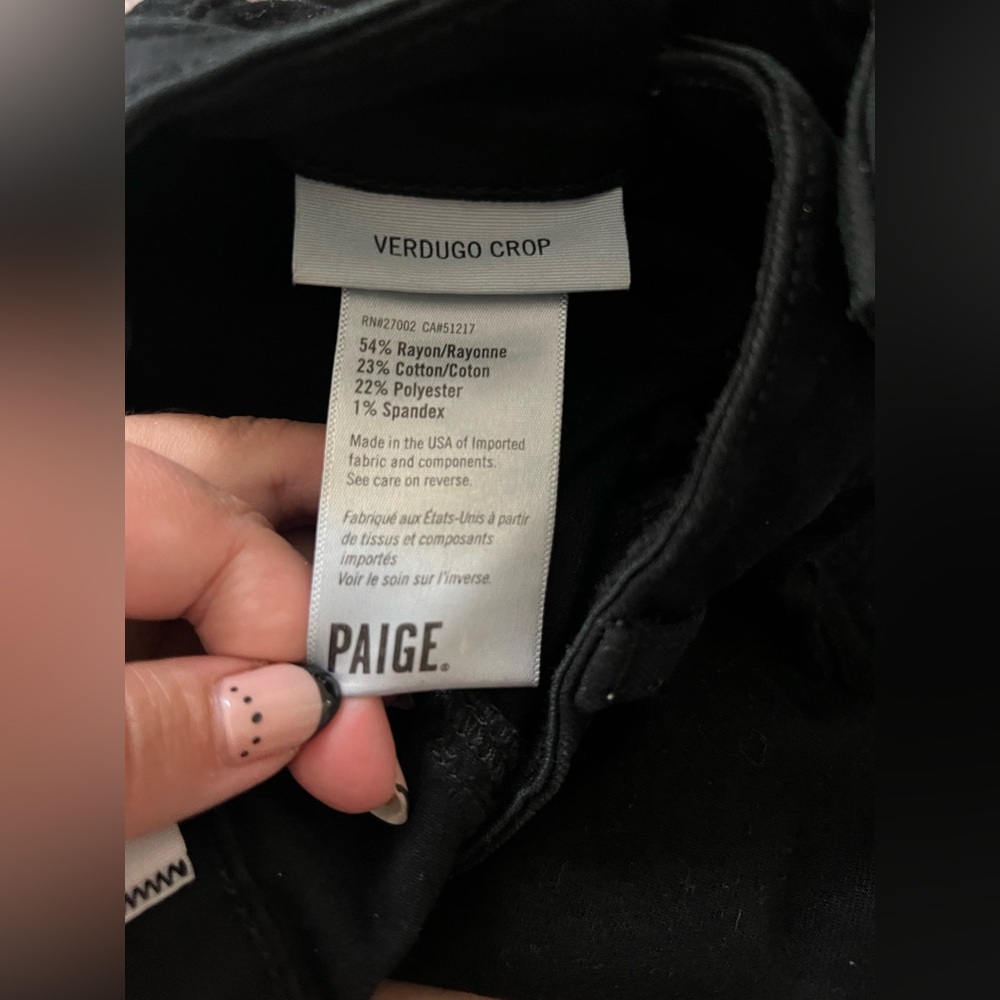 VERDUGO CROP
RN#27002 CA#51217
54% Rayon/Rayonne
23% Cotton/Coton
22% Polyester
1% Spandex
Made in the USA of Imported
fabric and components.
See care on reverse.
Fabriqué aux États-Unis à partir
de tissus et composants
importés
Voir le soin sur l'inverse.
PAIGE®